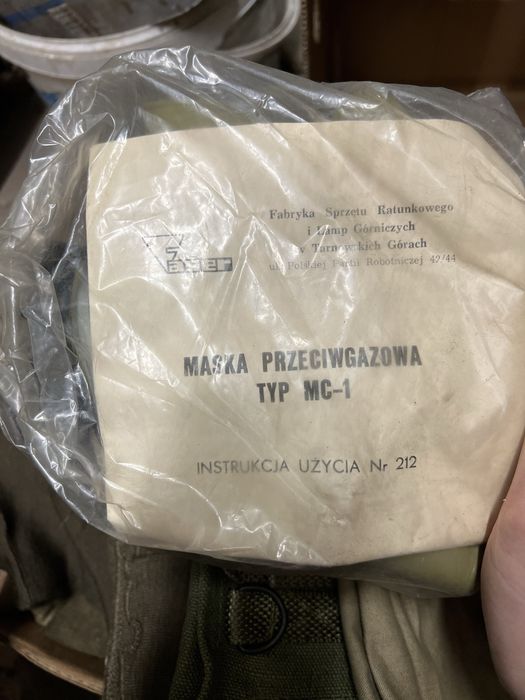 Fabryka Sprzętu Ratunkowego
i Lamp Górniczych
w Tarnowskich Górach
ul. Polskiej Partii Robotniczej 42/44
Faser
MASKA PRZECIWGAZOWA
TYP MC-1
INSTRUKCJA UŻYCIA Nr 212